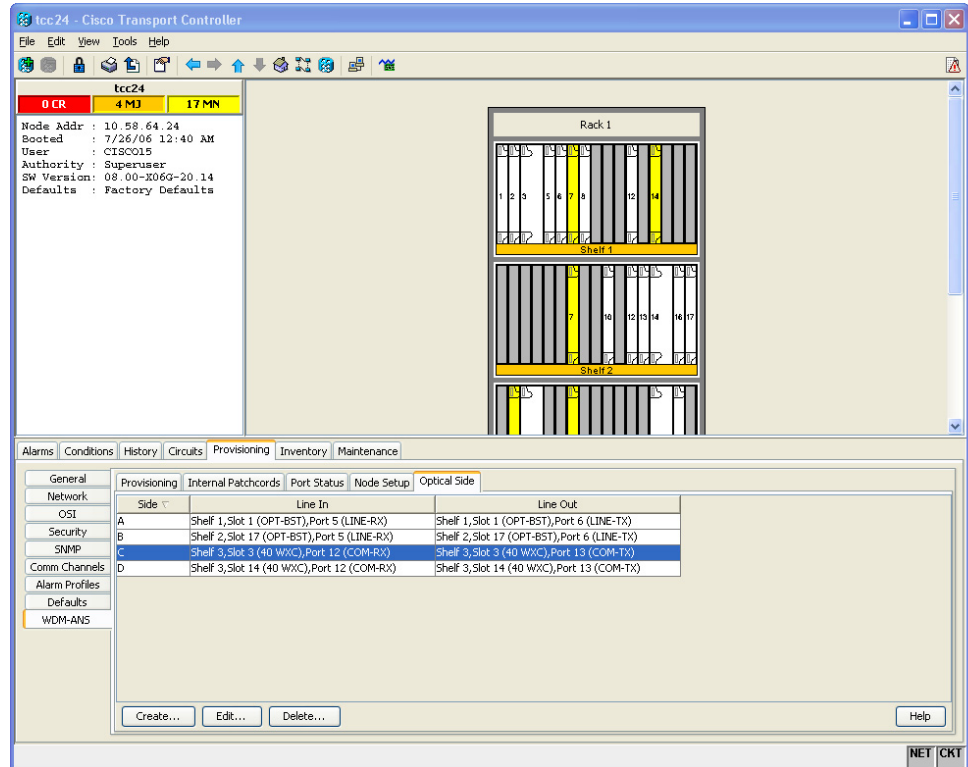 tcc24 - Cisco Transport Controller
File Edit View Tools Help
tcc24
0 CR 4 MJ 17 MN
Node Addr : 10.58.64.24
Booted : 7/26/06 12:40 AM
User : CISCO15
Authority : Superuser
SW Version: 08.00-X06G-20.14
Defaults : Factory Defaults
Rack 1
1 2 3 5 6 7 8 12 14
Shelf 1
7 10 12 13 14 16 17
Shelf 2
Alarms Conditions History Circuits Provisioning Inventory Maintenance
General
Network
OSI
Security
SNMP
Comm Channels
Alarm Profiles
Defaults
WDM-ANS
Provisioning Internal Patchcords Port Status Node Setup Optical Side
Side Line In Line Out
A Shelf 1,Slot 1 (OPT-BST),Port 5 (LINE-RX) Shelf 1,Slot 1 (OPT-BST),Port 6 (LINE-TX)
B Shelf 2,Slot 17 (OPT-BST),Port 5 (LINE-RX) Shelf 2,Slot 17 (OPT-BST),Port 6 (LINE-TX)
C Shelf 3,Slot 3 (40 WXC),Port 12 (COM-RX) Shelf 3,Slot 3 (40 WXC),Port 13 (COM-TX)
D Shelf 3,Slot 14 (40 WXC),Port 12 (COM-RX) Shelf 3,Slot 14 (40 WXC),Port 13 (COM-TX)
Create... Edit... Delete... Help
NET CKT